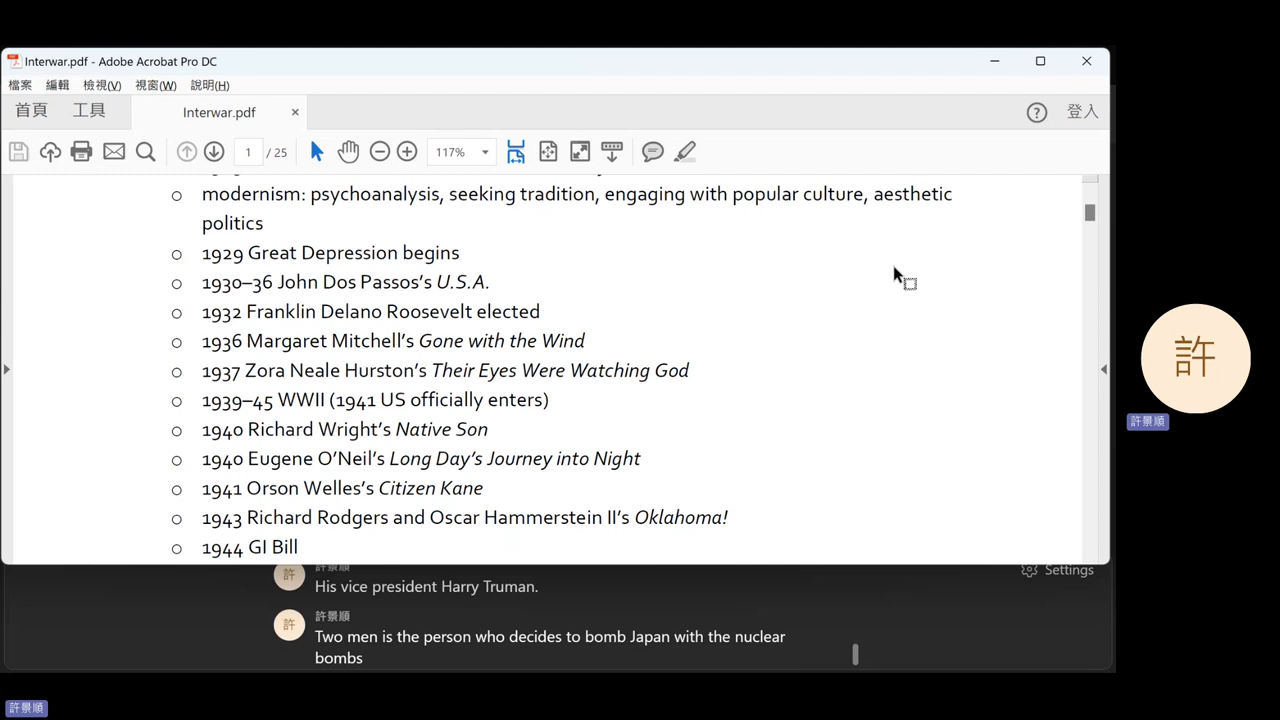 Interwar.pdf - Adobe Acrobat Pro DC
檔案 編輯 檢視(V) 視窗(W) 說明(H)
首頁 工具 Interwar.pdf × 登入
1 / 25 117%
modernism: psychoanalysis, seeking tradition, engaging with popular culture, aesthetic
politics
1929 Great Depression begins
1930–36 John Dos Passos's U.S.A.
1932 Franklin Delano Roosevelt elected
1936 Margaret Mitchell's Gone with the Wind
1937 Zora Neale Hurston's Their Eyes Were Watching God
1939–45 WWII (1941 US officially enters)
1940 Richard Wright's Native Son
1940 Eugene O'Neil's Long Day's Journey into Night
1941 Orson Welles's Citizen Kane
1943 Richard Rodgers and Oscar Hammerstein II's Oklahoma!
1944 GI Bill
許
許景順
許 許景順
Settings
His vice president Harry Truman.
許 許景順
Two men is the person who decides to bomb Japan with the nuclear
bombs
許景順